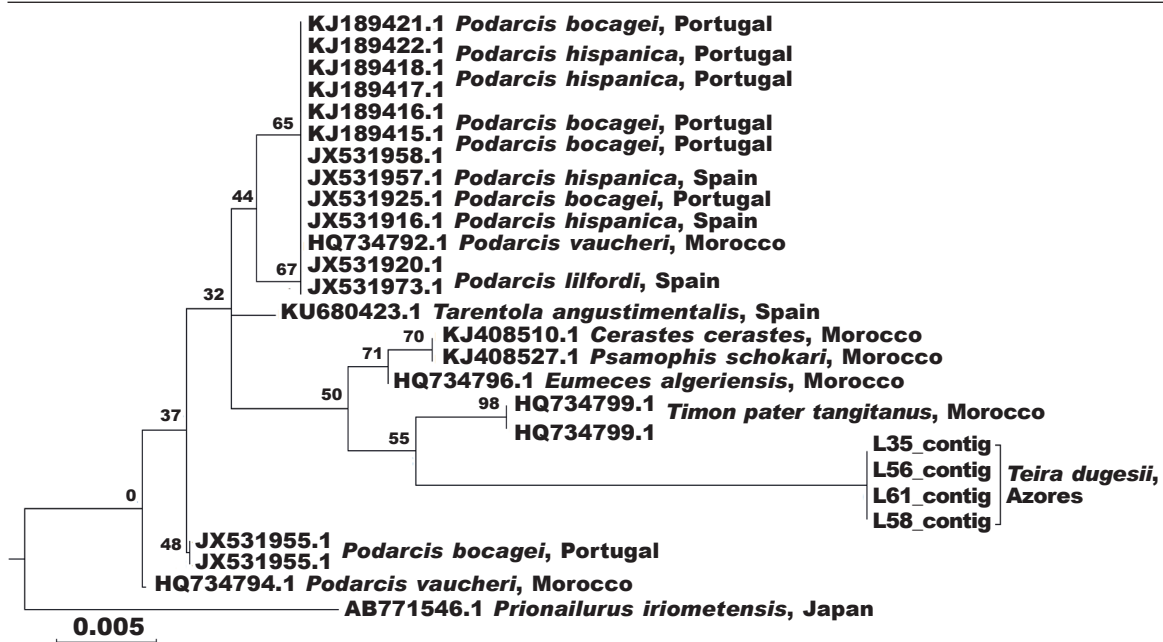 KJ189421.1 Podarcis bocagei, Portugal
KJ189422.1 Podarcis hispanica, Portugal
KJ189418.1 Podarcis hispanica, Portugal
KJ189417.1
KJ189416.1 Podarcis bocagei, Portugal
65 KJ189415.1 Podarcis bocagei, Portugal
JX531958.1
JX531957.1 Podarcis hispanica, Spain
44 JX531925.1 Podarcis bocagei, Portugal
JX531916.1 Podarcis hispanica, Spain
HQ734792.1 Podarcis vaucheri, Morocco
67 JX531920.1 Podarcis lilfordi, Spain
JX531973.1
32
KU680423.1 Tarentola angustimentalis, Spain
70 KJ408510.1 Cerastes cerastes, Morocco
71 KJ408527.1 Psamophis schokari, Morocco
HQ734796.1 Eumeces algeriensis, Morocco
50
98 HQ734799.1 Timon pater tangitanus, Morocco
37
HQ734799.1
55
L35_contig
L56_contig Teira dugesii,
L61_contig Azores
L58_contig
0
48 JX531955.1 Podarcis bocagei, Portugal
JX531955.1
HQ734794.1 Podarcis vaucheri, Morocco
AB771546.1 Prionailurus iriometensis, Japan
0.005